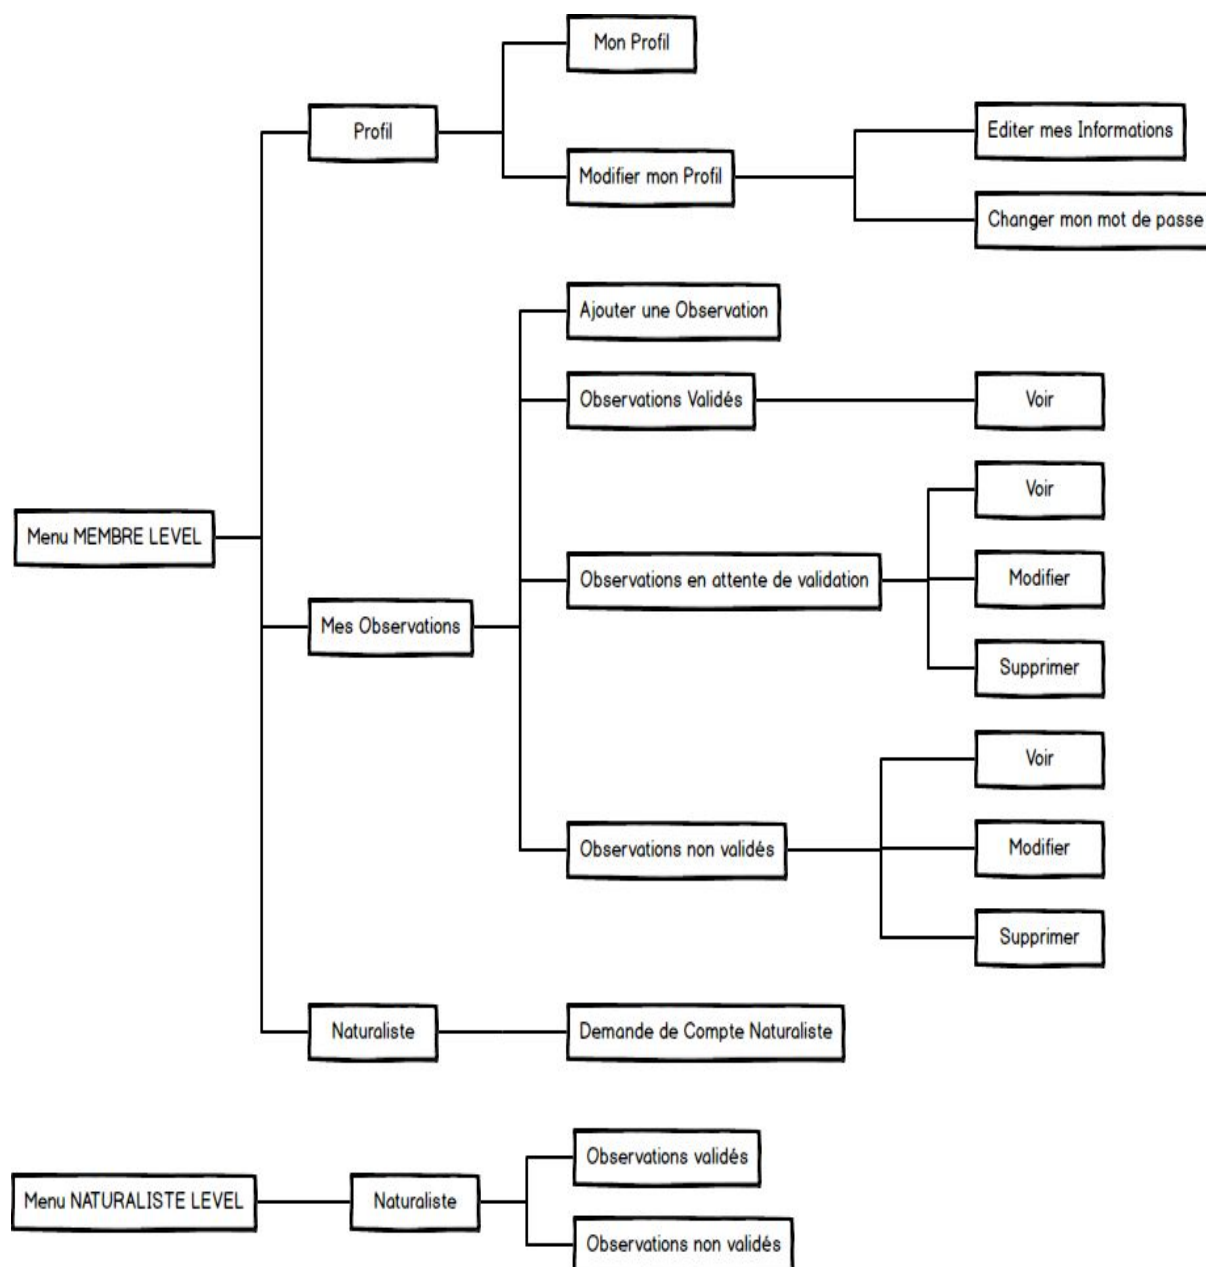 Mon Profil
Profil
Editer mes Informations
Modifier mon Profil
Changer mon mot de passe
Ajouter une Observation
Observations Validés
Voir
Voir
Menu MEMBRE LEVEL
Observations en attente de validation
Modifier
Mes Observations
Supprimer
Voir
Observations non validés
Modifier
Supprimer
Naturaliste
Demande de Compte Naturaliste
Observations validés
Menu NATURALISTE LEVEL
Naturaliste
Observations non validés